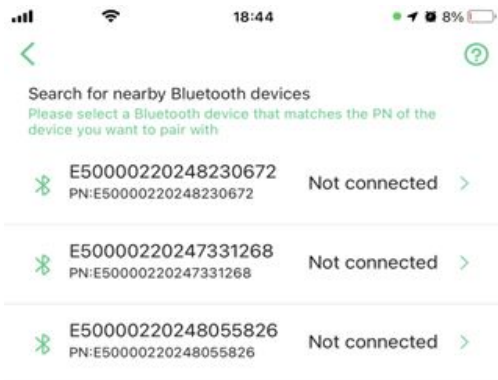 18:44
8%
Search for nearby Bluetooth devices
Please select a Bluetooth device that matches the PN of the
device you want to pair with
E50000220248230672
PN:E50000220248230672
Not connected
E50000220247331268
PN:E50000220247331268
Not connected
E50000220248055826
PN:E50000220248055826
Not connected